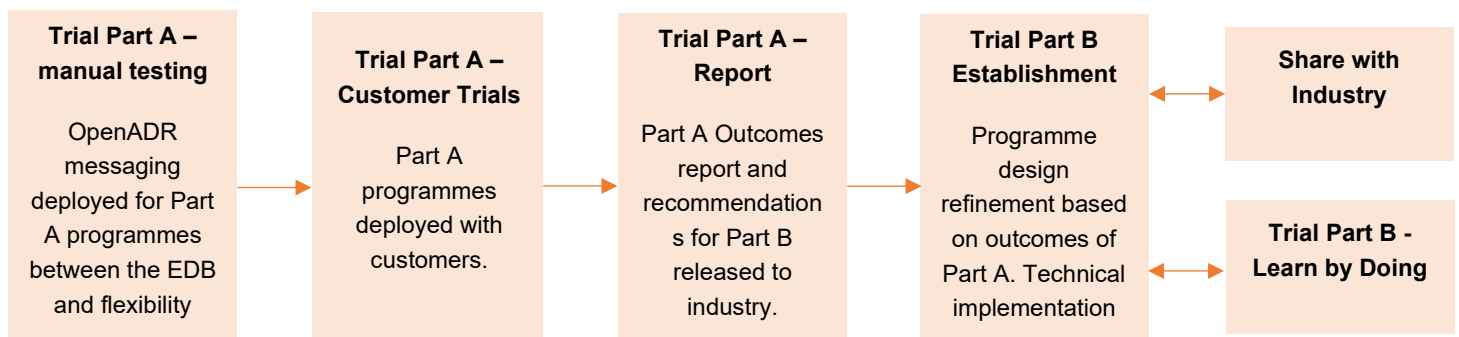 Trial Part A –
manual testing
OpenADR
messaging
deployed for Part
A programmes
between the EDB
and flexibility
Trial Part A –
Customer Trials
Part A
programmes
deployed with
customers.
Trial Part A –
Report
Part A Outcomes
report and
recommendation
s for Part B
released to
industry.
Trial Part B
Establishment
Programme
design
refinement based
on outcomes of
Part A. Technical
implementation
Share with
Industry
Trial Part B -
Learn by Doing